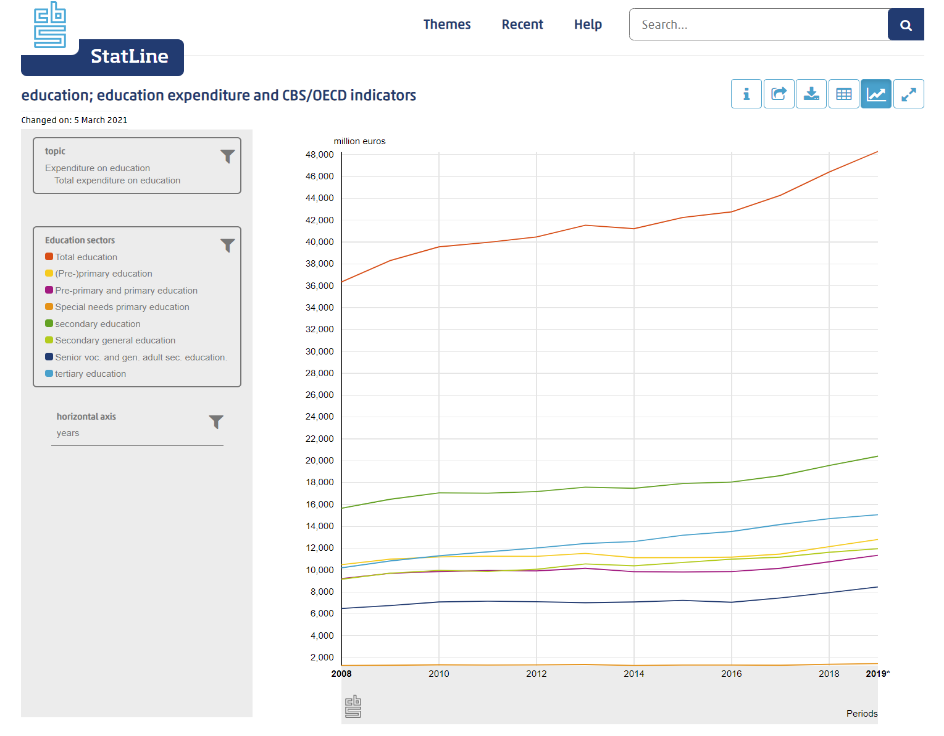 cbs
Themes
Recent
Help
Search...
StatLine
education; education expenditure and CBS/OECD indicators
Changed on: 5 March 2021
topic
Expenditure on education
Total expenditure on education
Education sectors
Total education
(Pre-)primary education
Pre-primary and primary education
Special needs primary education
secondary education
Secondary general education
Senior voc. and gen. adult sec. education
tertiary education
horizontal axis
years
million euros
48,000
46,000
44,000
42,000
40,000
38,000
36,000
34,000
32,000
30,000
28,000
26,000
24,000
22,000
20,000
18,000
16,000
14,000
12,000
10,000
8,000
6,000
4,000
2,000
2008
2010
2012
2014
2016
2018
2019*
cbs
Periods